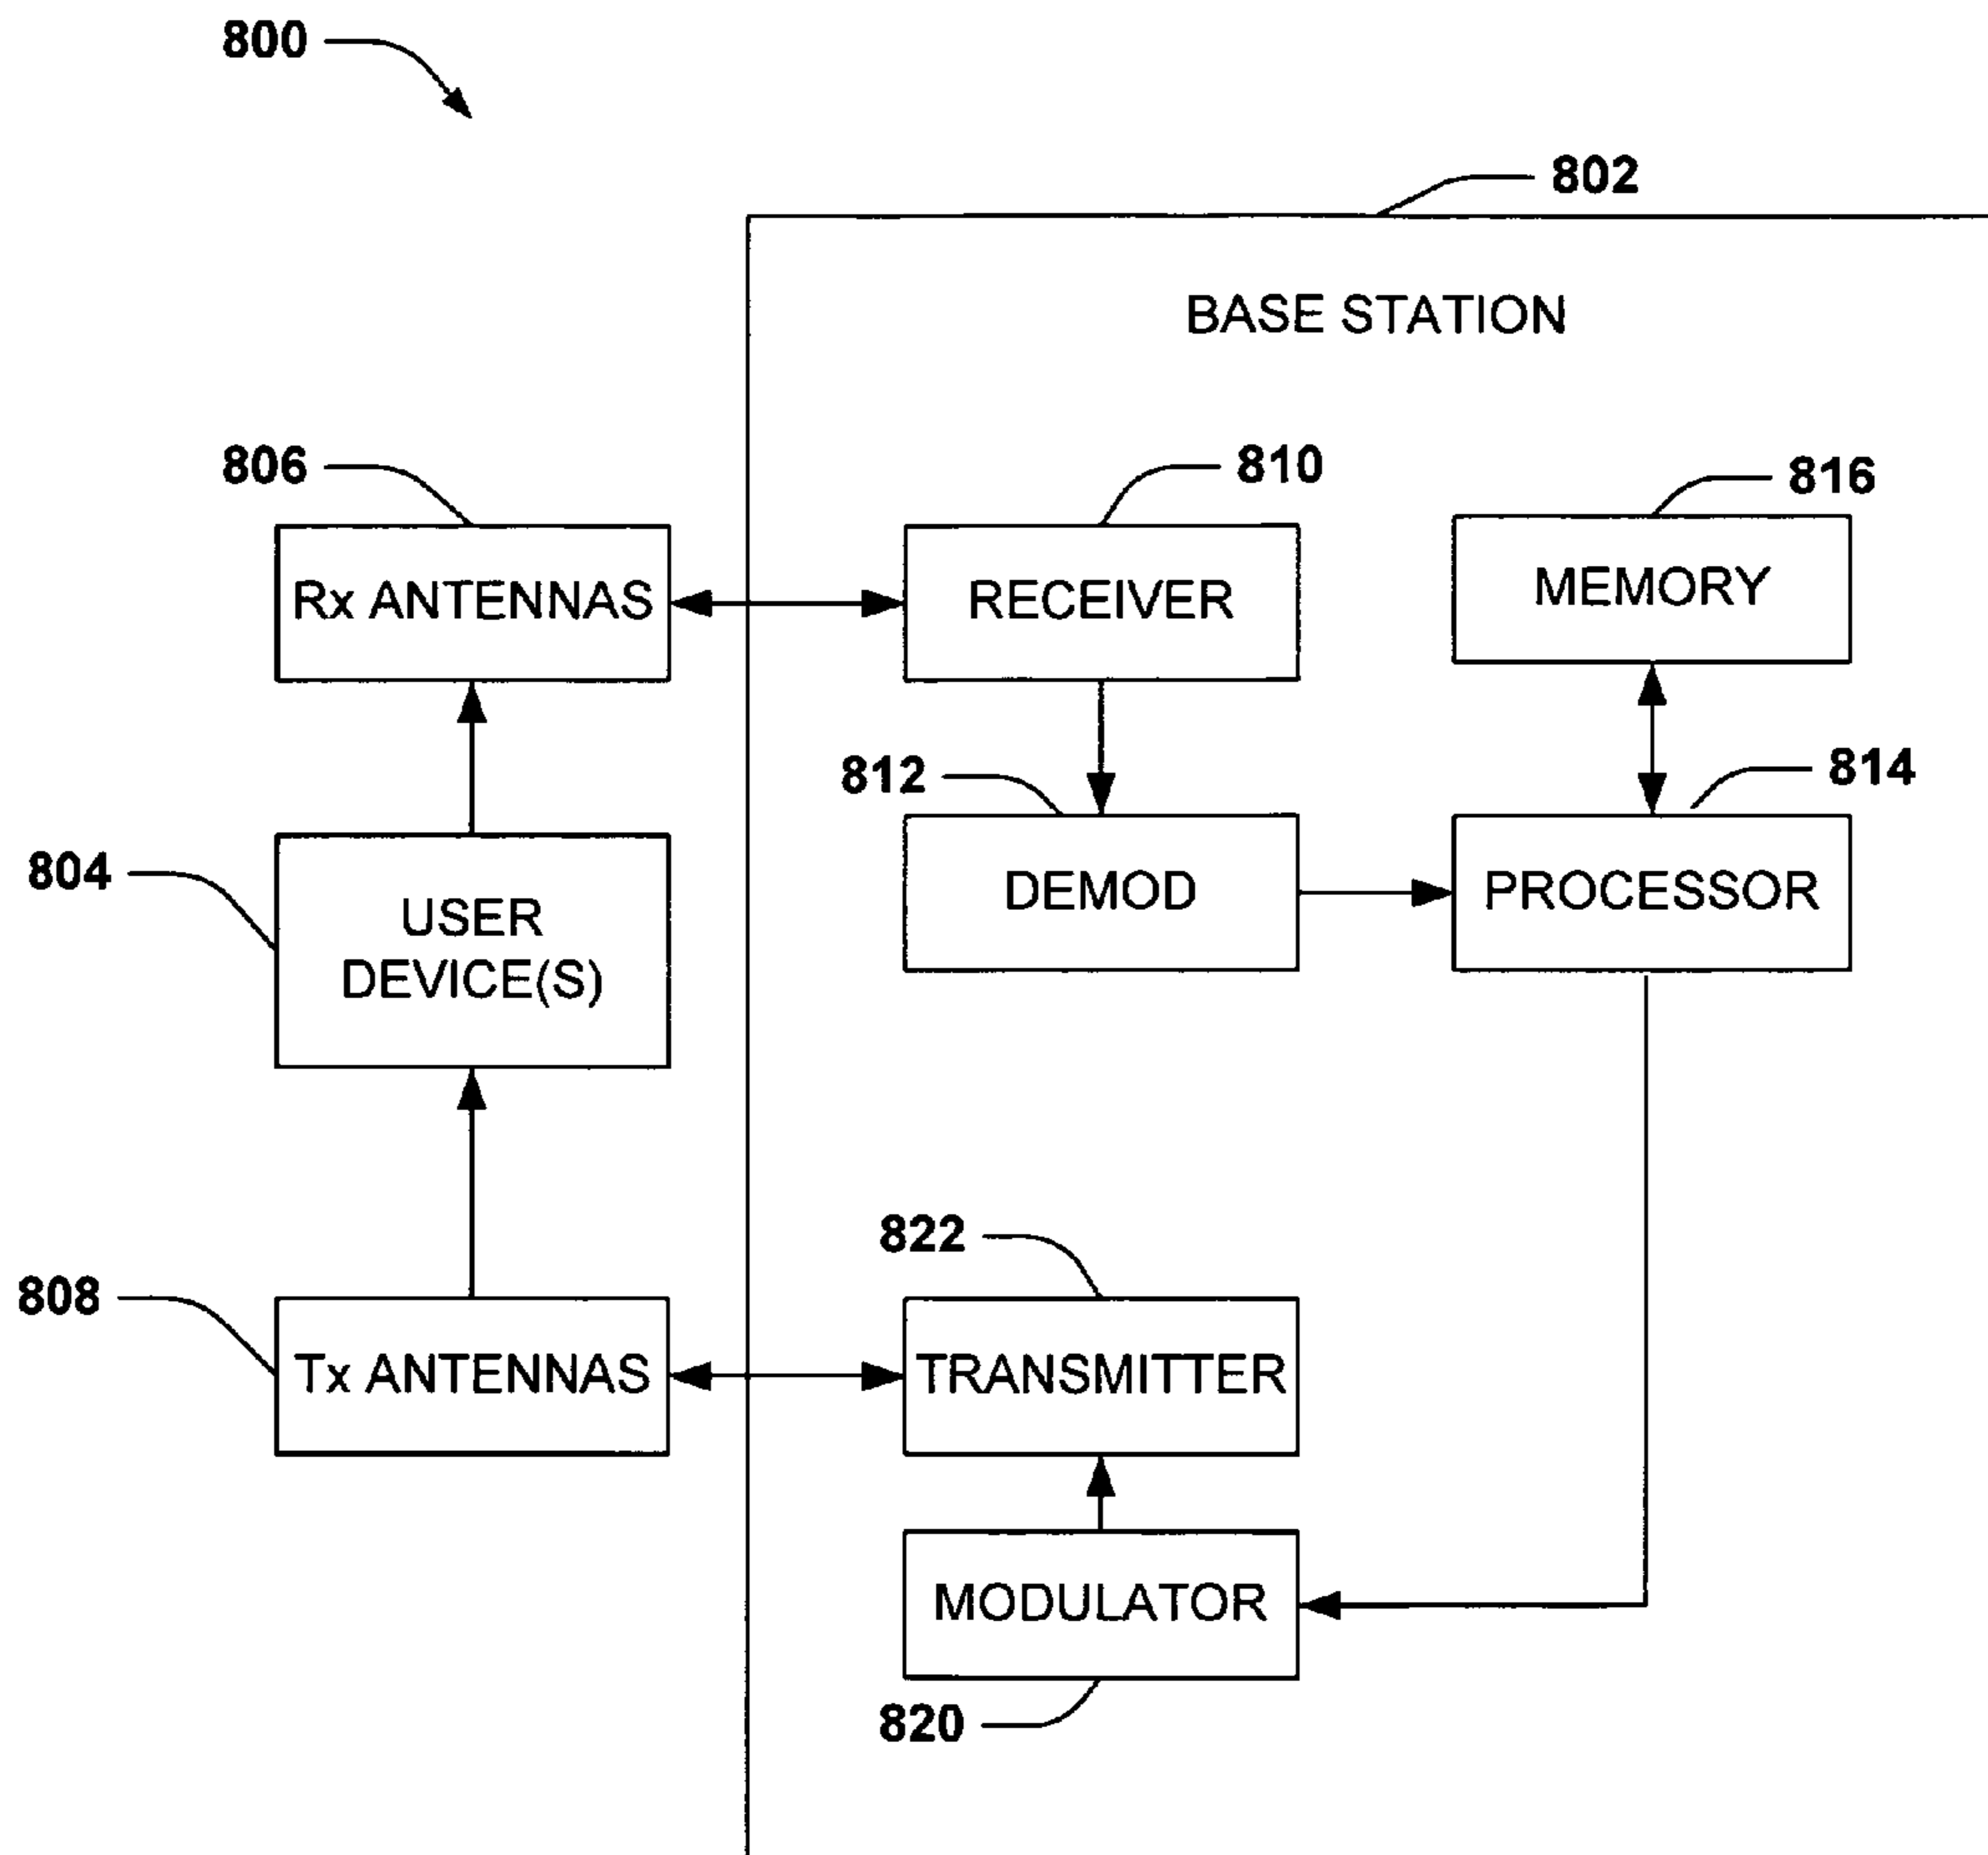 800
802
BASE STATION
806
810
816
Rx ANTENNAS
RECEIVER
MEMORY
812
814
804
USER
DEVICE(S)
DEMOD
PROCESSOR
822
808
Tx ANTENNAS
TRANSMITTER
MODULATOR
820